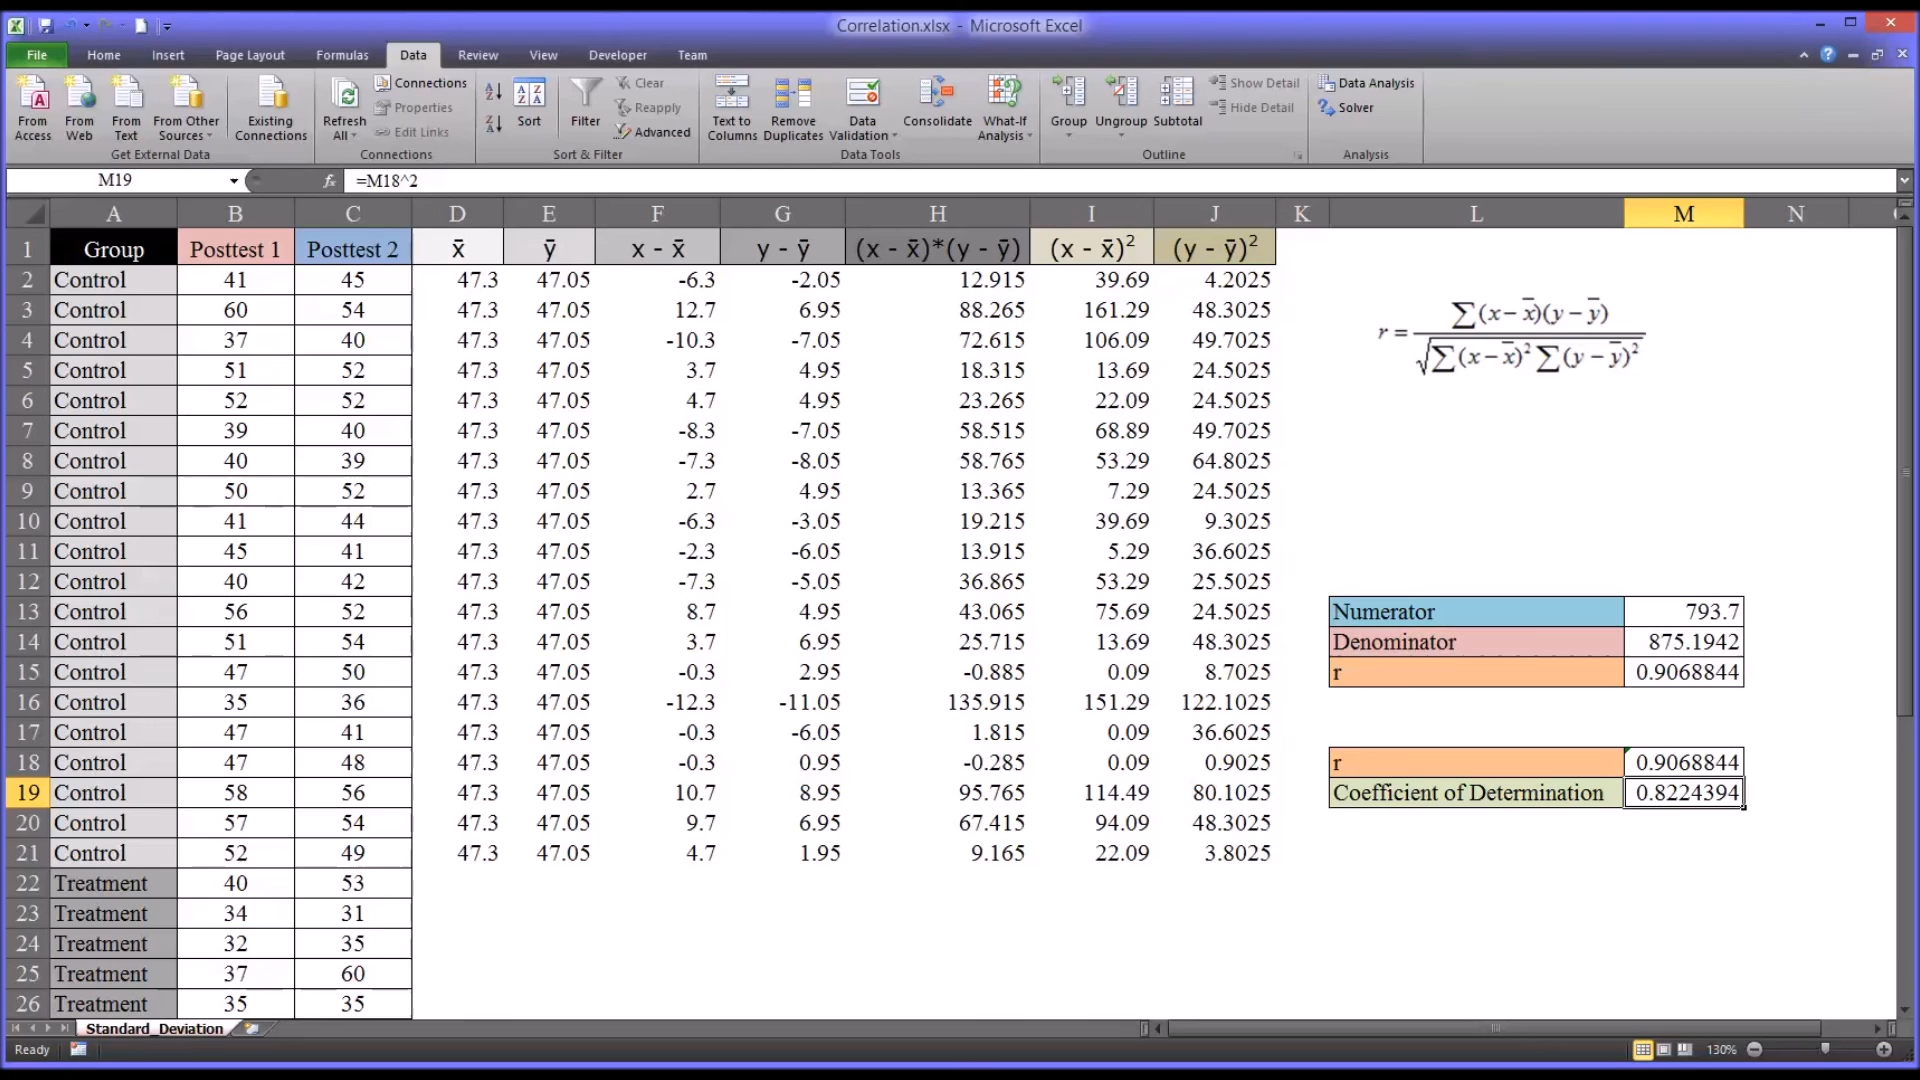 Correlation.xlsx - Microsoft Excel
File Home Insert Page Layout Formulas Data Review View Developer Team
From Access From Web From Text From Other Sources Existing Connections Refresh All Connections Properties Edit Links Sort Filter Clear Reapply Advanced Text to Columns Remove Duplicates Data Validation Consolidate What-If Analysis Group Ungroup Subtotal Show Detail Hide Detail Data Analysis Solver
Get External Data Connections Sort & Filter Data Tools Outline Analysis
M19 fx =M18^2
A B C D E F G H I J K L M N
1 Group Posttest 1 Posttest 2 x̄ ȳ x - x̄ y - ȳ (x - x̄)*(y - ȳ) (x - x̄)² (y - ȳ)²
2 Control 41 45 47.3 47.05 -6.3 -2.05 12.915 39.69 4.2025
3 Control 60 54 47.3 47.05 12.7 6.95 88.265 161.29 48.3025
4 Control 37 40 47.3 47.05 -10.3 -7.05 72.615 106.09 49.7025
r = ∑(x-x̄)(y-ȳ) / √∑(x-x̄)²∑(y-ȳ)²
5 Control 51 52 47.3 47.05 3.7 4.95 18.315 13.69 24.5025
6 Control 52 52 47.3 47.05 4.7 4.95 23.265 22.09 24.5025
7 Control 39 40 47.3 47.05 -8.3 -7.05 58.515 68.89 49.7025
8 Control 40 39 47.3 47.05 -7.3 -8.05 58.765 53.29 64.8025
9 Control 50 52 47.3 47.05 2.7 4.95 13.365 7.29 24.5025
10 Control 41 44 47.3 47.05 -6.3 -3.05 19.215 39.69 9.3025
11 Control 45 41 47.3 47.05 -2.3 -6.05 13.915 5.29 36.6025
12 Control 40 42 47.3 47.05 -7.3 -5.05 36.865 53.29 25.5025
13 Control 56 52 47.3 47.05 8.7 4.95 43.065 75.69 24.5025 Numerator 793.7
14 Control 51 54 47.3 47.05 3.7 6.95 25.715 13.69 48.3025 Denominator 875.1942
15 Control 47 50 47.3 47.05 -0.3 2.95 -0.885 0.09 8.7025 r 0.9068844
16 Control 35 36 47.3 47.05 -12.3 -11.05 135.915 151.29 122.1025
17 Control 47 41 47.3 47.05 -0.3 -6.05 1.815 0.09 36.6025
18 Control 47 48 47.3 47.05 -0.3 0.95 -0.285 0.09 0.9025 r 0.9068844
19 Control 58 56 47.3 47.05 10.7 8.95 95.765 114.49 80.1025 Coefficient of Determination 0.8224394
20 Control 57 54 47.3 47.05 9.7 6.95 67.415 94.09 48.3025
21 Control 52 49 47.3 47.05 4.7 1.95 9.165 22.09 3.8025
22 Treatment 40 53
23 Treatment 34 31
24 Treatment 32 35
25 Treatment 37 60
26 Treatment 35 35
Standard_Deviation
Ready 130%